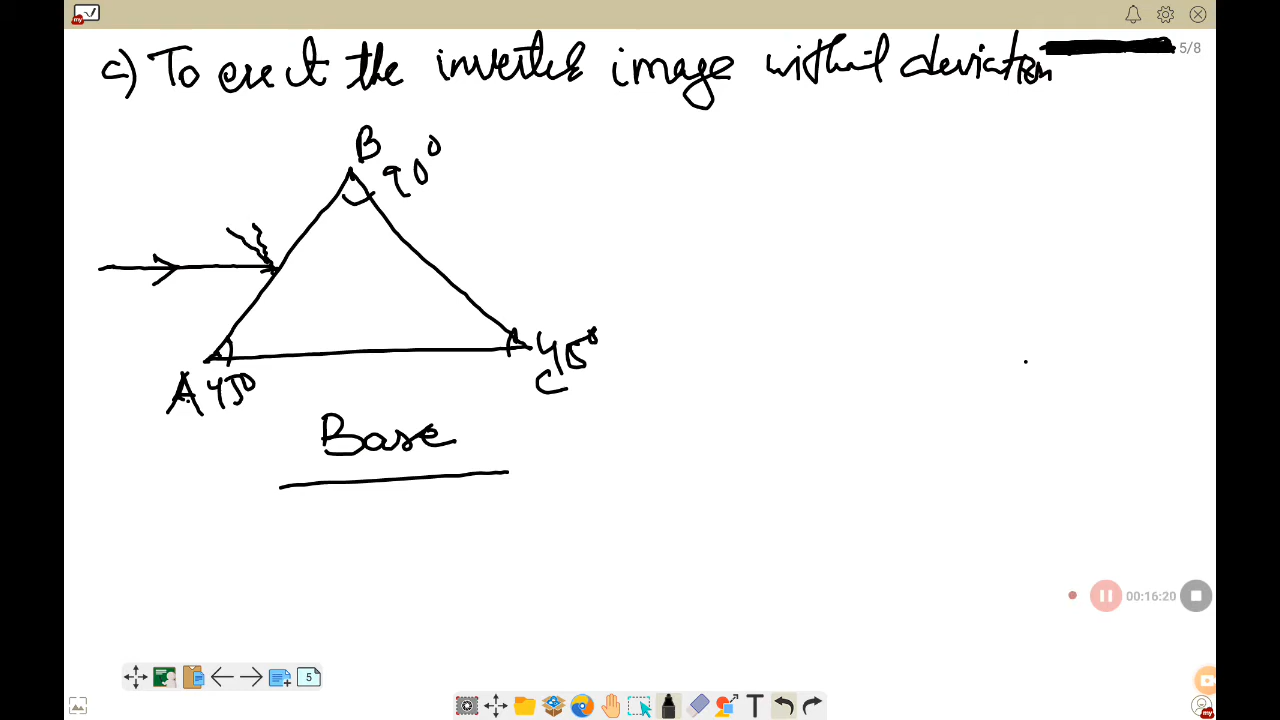 c) To erect the inverted image without deviation
5/8
B
90°
A 45°
45°
C
Base
00:16:20
5